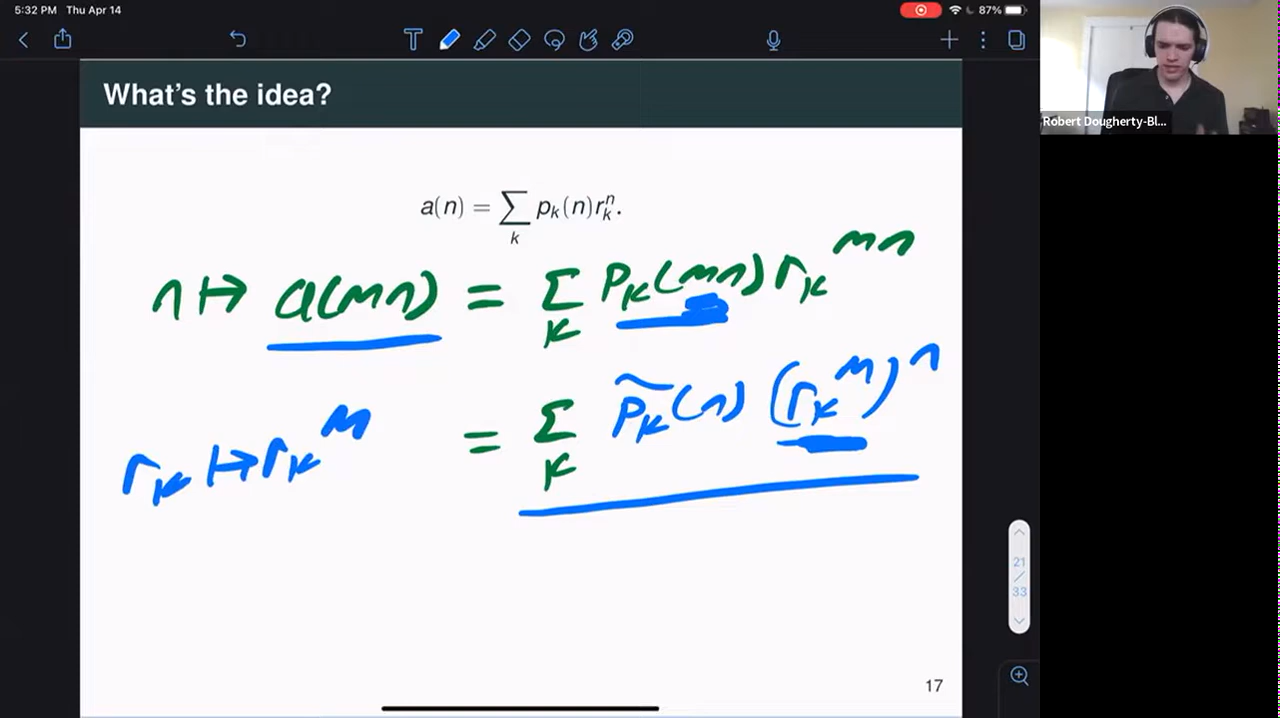 5:32 PM Thu Apr 14
87%
Robert Dougherty-Bl...
What's the idea?
a(n) = ∑_k p_k(n) r_k^n.
n ↦ a(mn) = ∑_k p_k(mn) r_k^{mn}
= ∑_k p̃_k(n) (r_k^m)^n
r_k ↦ r_k^m
21
/
33
17